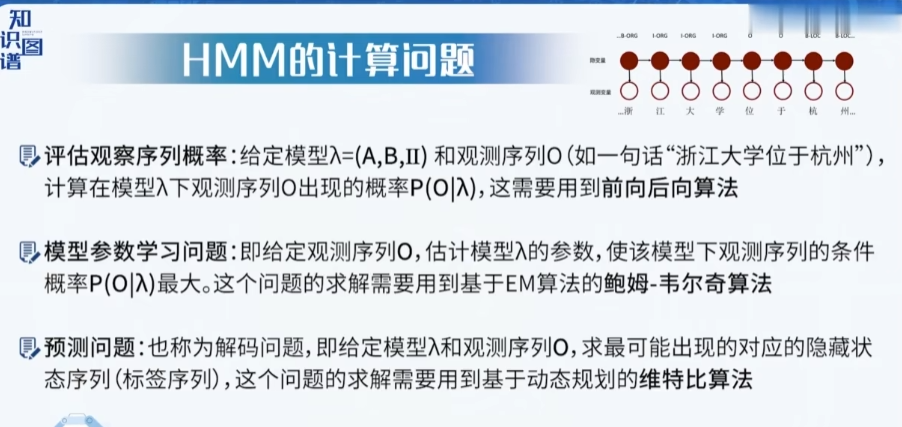 知识图谱
HMM的计算问题
...B-ORG I-ORG I-ORG I-ORG O O B-LOC B-LOC...
隐变量
观测变量
...浙 江 大 学 位 于 杭 州...
评估观察序列概率：给定模型λ=(A,B,II) 和观测序列O（如一句话“浙江大学位于杭州”），
计算在模型λ下观测序列O出现的概率P(O|λ)，这需要用到前向后向算法
模型参数学习问题：即给定观测序列O，估计模型λ的参数，使该模型下观测序列的条件
概率P(O|λ)最大。这个问题的求解需要用到基于EM算法的鲍姆-韦尔奇算法
预测问题：也称为解码问题，即给定模型λ和观测序列O，求最可能出现的对应的隐藏状
态序列（标签序列），这个问题的求解需要用到基于动态规划的维特比算法